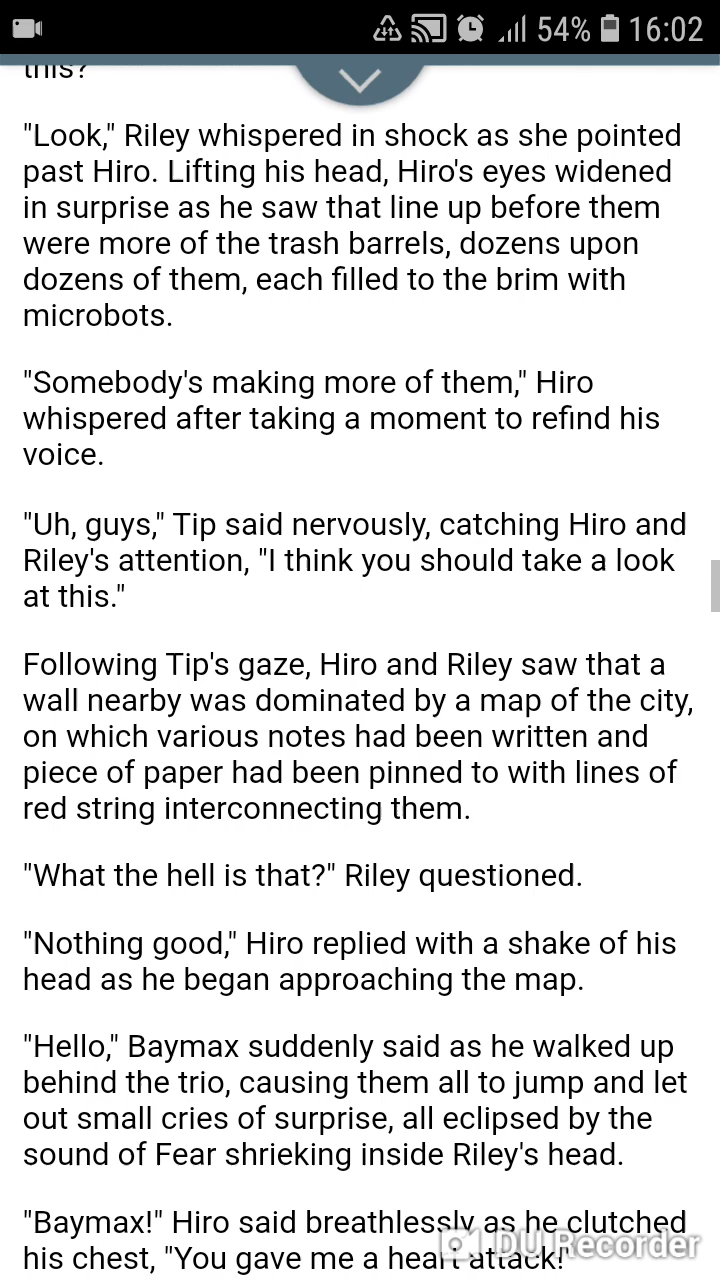 54% 16:02
this?
"Look," Riley whispered in shock as she pointed
past Hiro. Lifting his head, Hiro's eyes widened
in surprise as he saw that line up before them
were more of the trash barrels, dozens upon
dozens of them, each filled to the brim with
microbots.
"Somebody's making more of them," Hiro
whispered after taking a moment to refind his
voice.
"Uh, guys," Tip said nervously, catching Hiro and
Riley's attention, "I think you should take a look
at this."
Following Tip's gaze, Hiro and Riley saw that a
wall nearby was dominated by a map of the city,
on which various notes had been written and
piece of paper had been pinned to with lines of
red string interconnecting them.
"What the hell is that?" Riley questioned.
"Nothing good," Hiro replied with a shake of his
head as he began approaching the map.
"Hello," Baymax suddenly said as he walked up
behind the trio, causing them all to jump and let
out small cries of surprise, all eclipsed by the
sound of Fear shrieking inside Riley's head.
"Baymax!" Hiro said breathlessly as he clutched
his chest, "You gave me a heart attack!"
DU Recorder